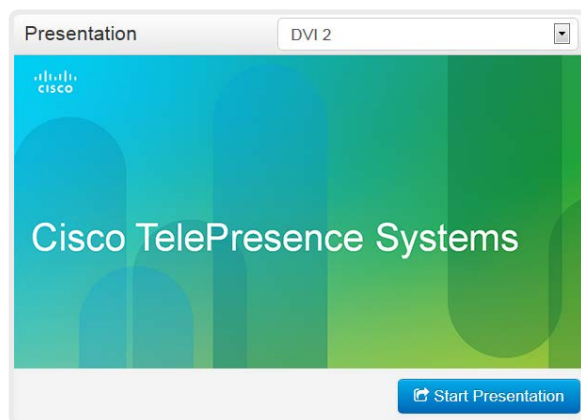 Presentation
DVI 2
cisco
Cisco TelePresence Systems
Start Presentation